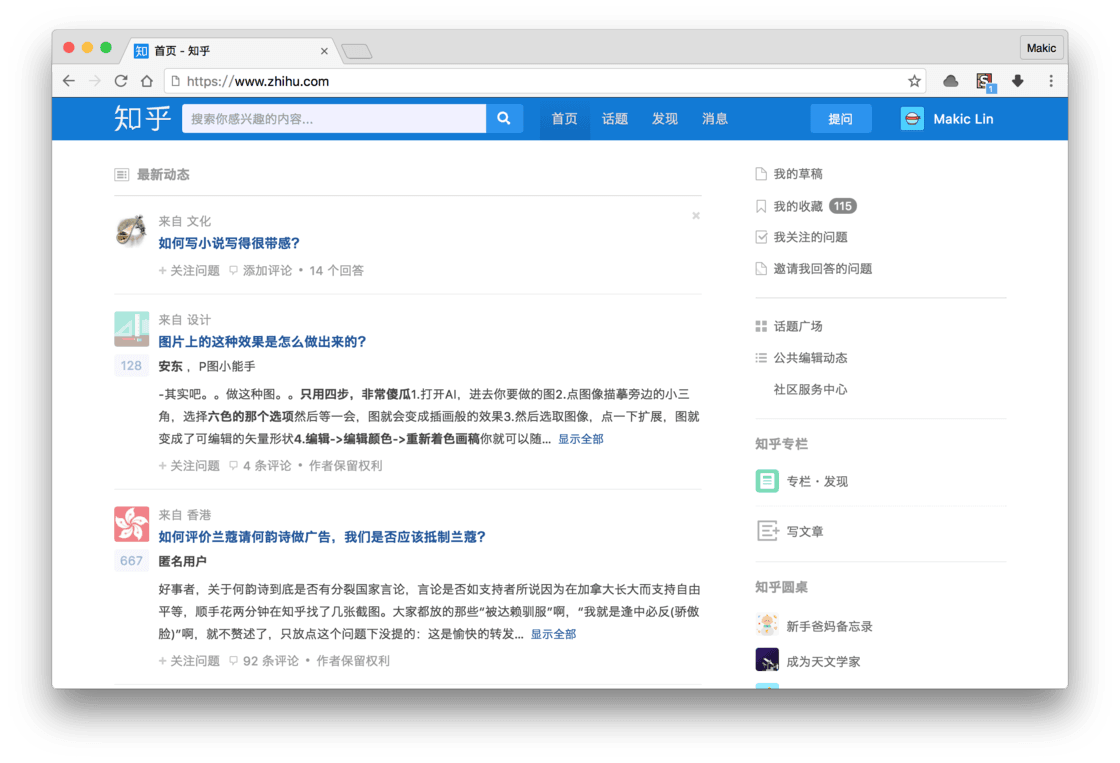 知 首页 - 知乎
Makic
https://www.zhihu.com
S 1
知乎 搜索你感兴趣的内容... 首页 话题 发现 消息 提问 Makic Lin
最新动态
来自 文化
如何写小说写得很带感?
+ 关注问题 添加评论 • 14 个回答
来自 设计
图片上的这种效果是怎么做出来的?
128
安东 ,P图小能手
-其实吧。。做这种图。。只用四步,非常傻瓜1.打开AI,进去你要做的图2.点图像描摹旁边的小三
角,选择六色的那个选项然后等一会,图就会变成插画般的效果3.然后选取图像,点一下扩展,图就
变成了可编辑的矢量形状4.编辑->编辑颜色->重新着色画稿你就可以随... 显示全部
+ 关注问题 4 条评论 • 作者保留权利
来自 香港
如何评价兰蔻请何韵诗做广告,我们是否应该抵制兰蔻?
667
匿名用户
好事者,关于何韵诗到底是否有分裂国家言论,言论是否如支持者所说因为在加拿大长大而支持自由
平等,顺手花两分钟在知乎找了几张截图。大家都放的那些“被达赖驯服”啊,“我就是逢中必反(骄傲
脸)”啊,就不赘述了,只放点这个问题下没提的:这是愉快的转发... 显示全部
+ 关注问题 92 条评论 • 作者保留权利
我的草稿
我的收藏 115
我关注的问题
邀请我回答的问题
话题广场
公共编辑动态
社区服务中心
知乎专栏
专栏・发现
写文章
知乎圆桌
新手爸妈备忘录
成为天文学家